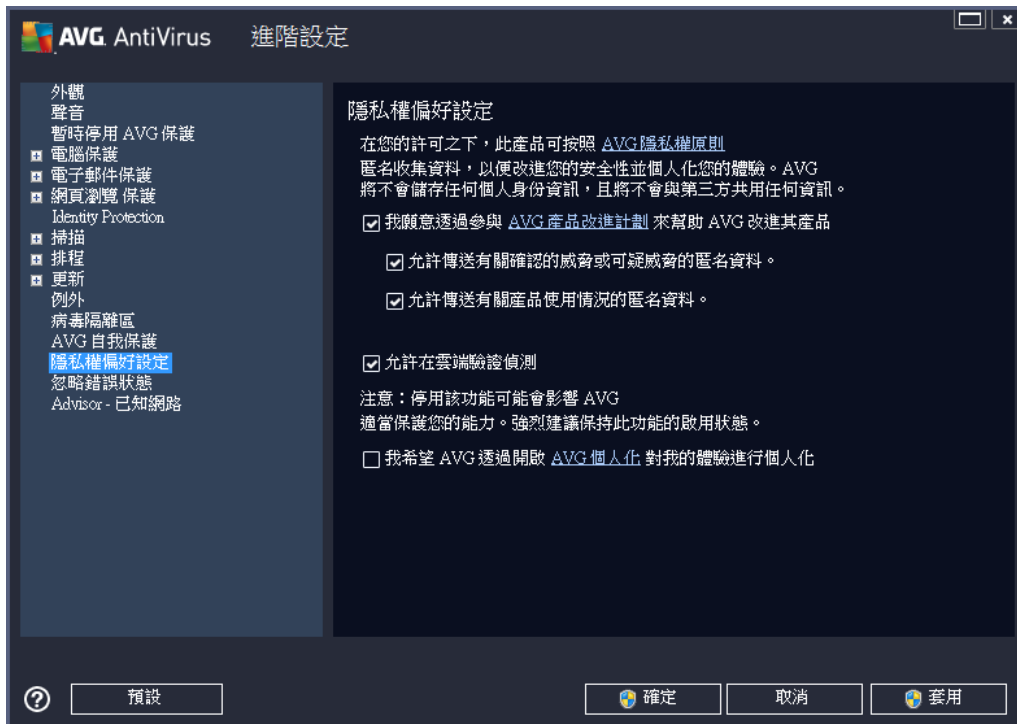 AVG AntiVirus 進階設定
外觀
聲音
暫時停用 AVG 保護
電腦保護
電子郵件保護
網頁瀏覽 保護
Identity Protection
掃描
排程
更新
例外
病毒隔離區
AVG 自我保護
隱私權偏好設定
忽略錯誤狀態
Advisor - 已知網路
隱私權偏好設定
在您的許可之下，此產品可按照 AVG 隱私權原則
匿名收集資料，以便改進您的安全性並個人化您的體驗。AVG
將不會儲存任何個人身份資訊，且將不會與第三方共用任何資訊。
我願意透過參與 AVG 產品改進計劃 來幫助 AVG 改進其產品
允許傳送有關確認的威脅或可疑威脅的匿名資料。
允許傳送有關產品使用情況的匿名資料。
允許在雲端驗證偵測
注意：停用該功能可能會影響 AVG
適當保護您的能力。強烈建議保持此功能的啟用狀態。
我希望 AVG 透過開啟 AVG 個人化 對我的體驗進行個人化
預設
確定
取消
套用